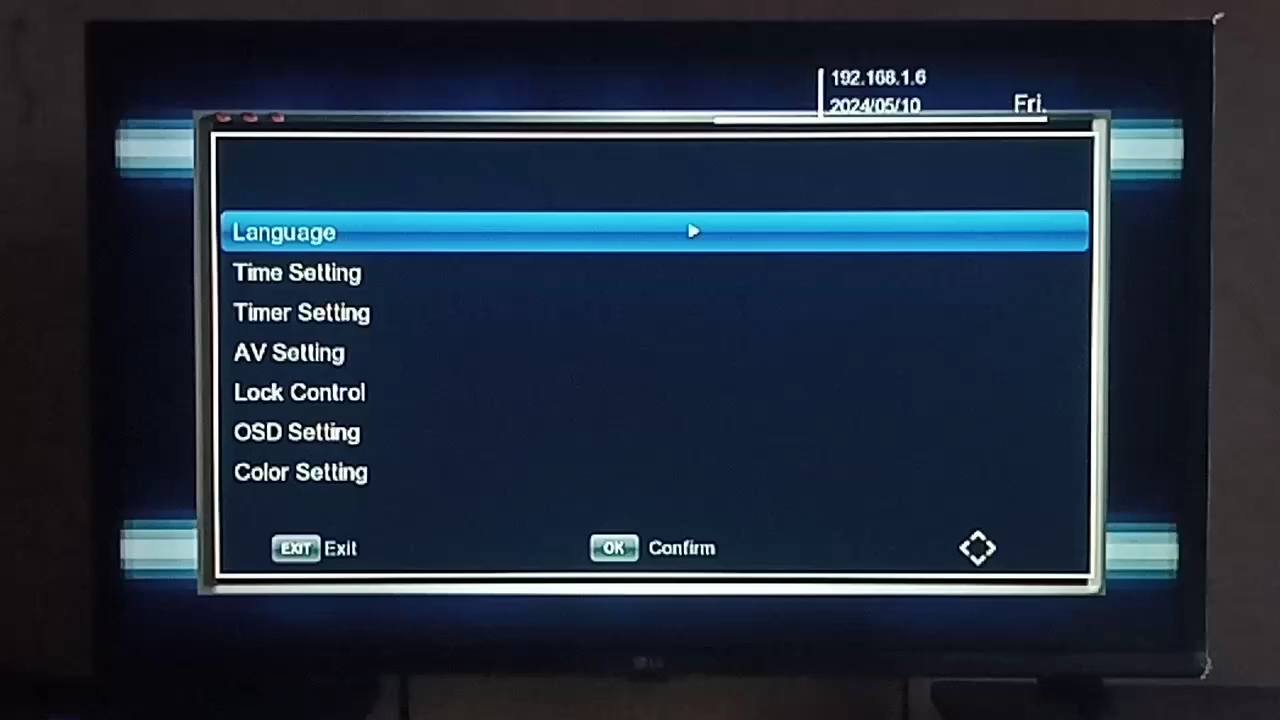 192.168.1.6
2024/05/10 Fri.
Language
Time Setting
Timer Setting
AV Setting
Lock Control
OSD Setting
Color Setting
EXIT Exit OK Confirm
LG